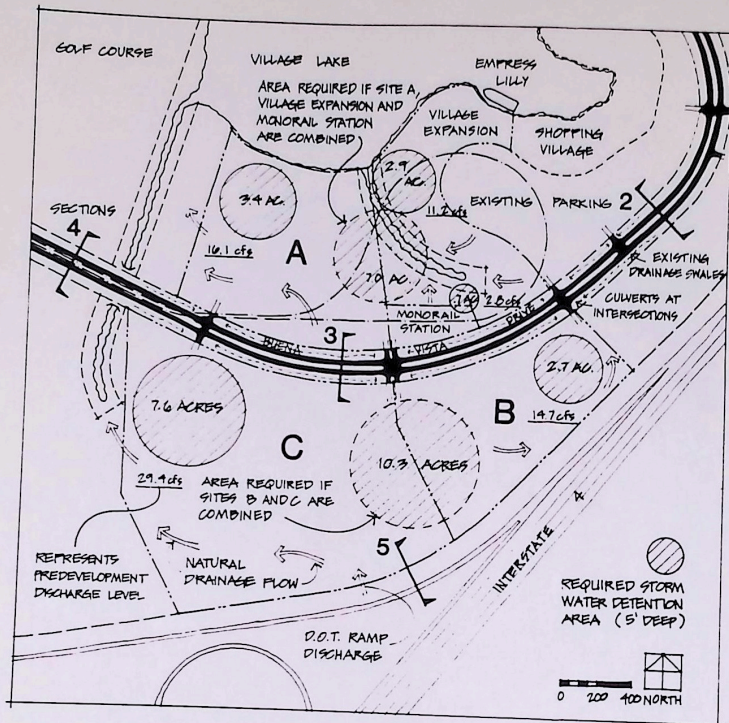 GOLF COURSE
VILLAGE LAKE
EMPRESS
LILLY
AREA REQUIRED IF SITE A,
VILLAGE EXPANSION AND
MONORAIL STATION
ARE COMBINED
VILLAGE
EXPANSION
SHOPPING
VILLAGE
2.9
AC.
3.4 AC.
11.2 cfs
EXISTING PARKING
2
SECTIONS
4
16.1 cfs
A
7.0 AC.
.7 AC.
2.8 cfs
MONORAIL
STATION
EXISTING
DRAINAGE SWALES
CULVERTS AT
INTERSECTIONS
3
BUENA VISTA DRIVE
2.7 AC.
7.6 ACRES
B
14.7 cfs
C
10.3 ACRES
29.4 cfs
AREA REQUIRED IF
SITES B AND C ARE
COMBINED
5
INTERSTATE 4
REPRESENTS
PREDEVELOPMENT
DISCHARGE LEVEL
NATURAL
DRAINAGE FLOW
D.O.T. RAMP
DISCHARGE
REQUIRED STORM
WATER DETENTION
AREA (5' DEEP)
0 200 400 NORTH